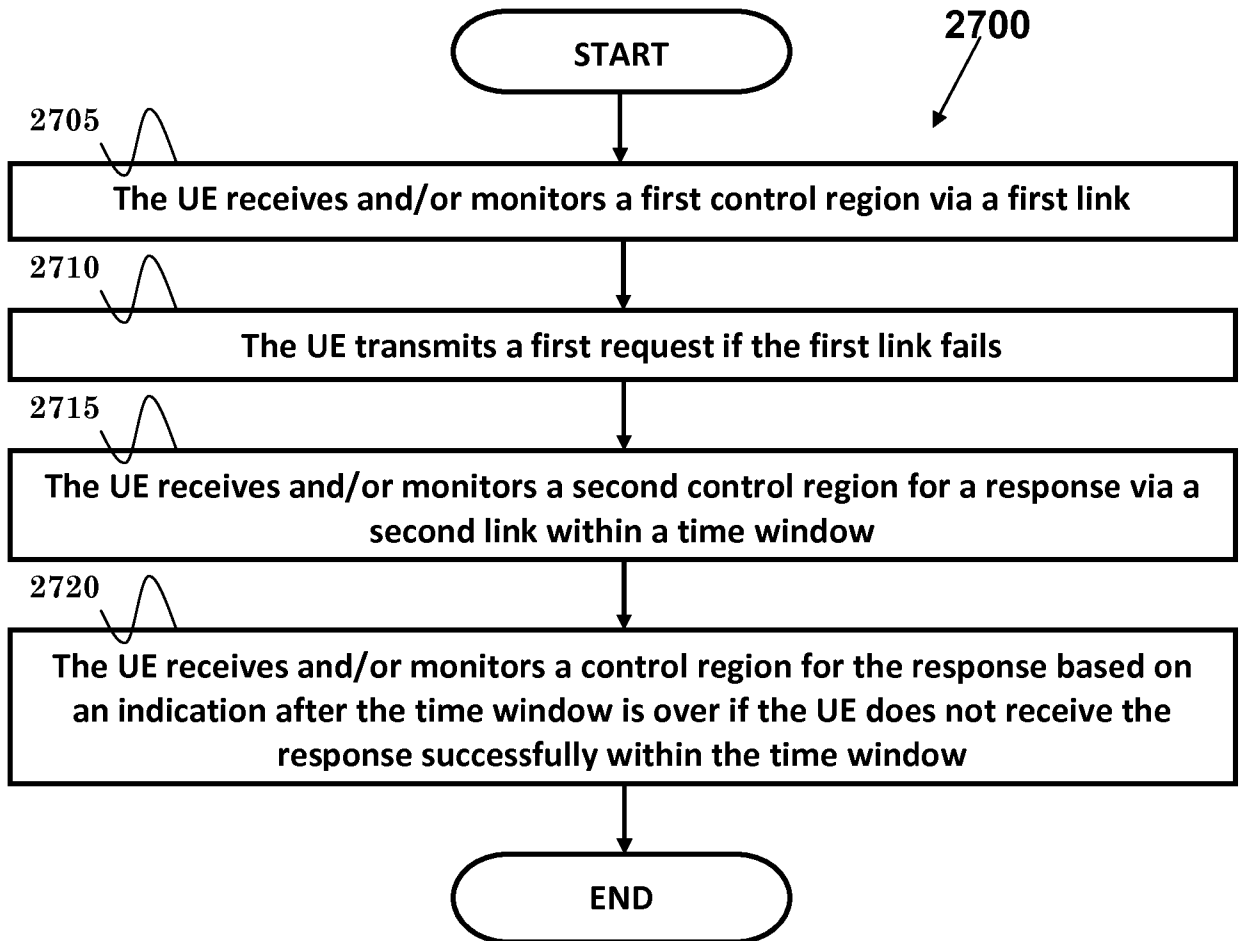 START
2700
2705
The UE receives and/or monitors a first control region via a first link
2710
The UE transmits a first request if the first link fails
2715
The UE receives and/or monitors a second control region for a response via a
second link within a time window
2720
The UE receives and/or monitors a control region for the response based on
an indication after the time window is over if the UE does not receive the
response successfully within the time window
END